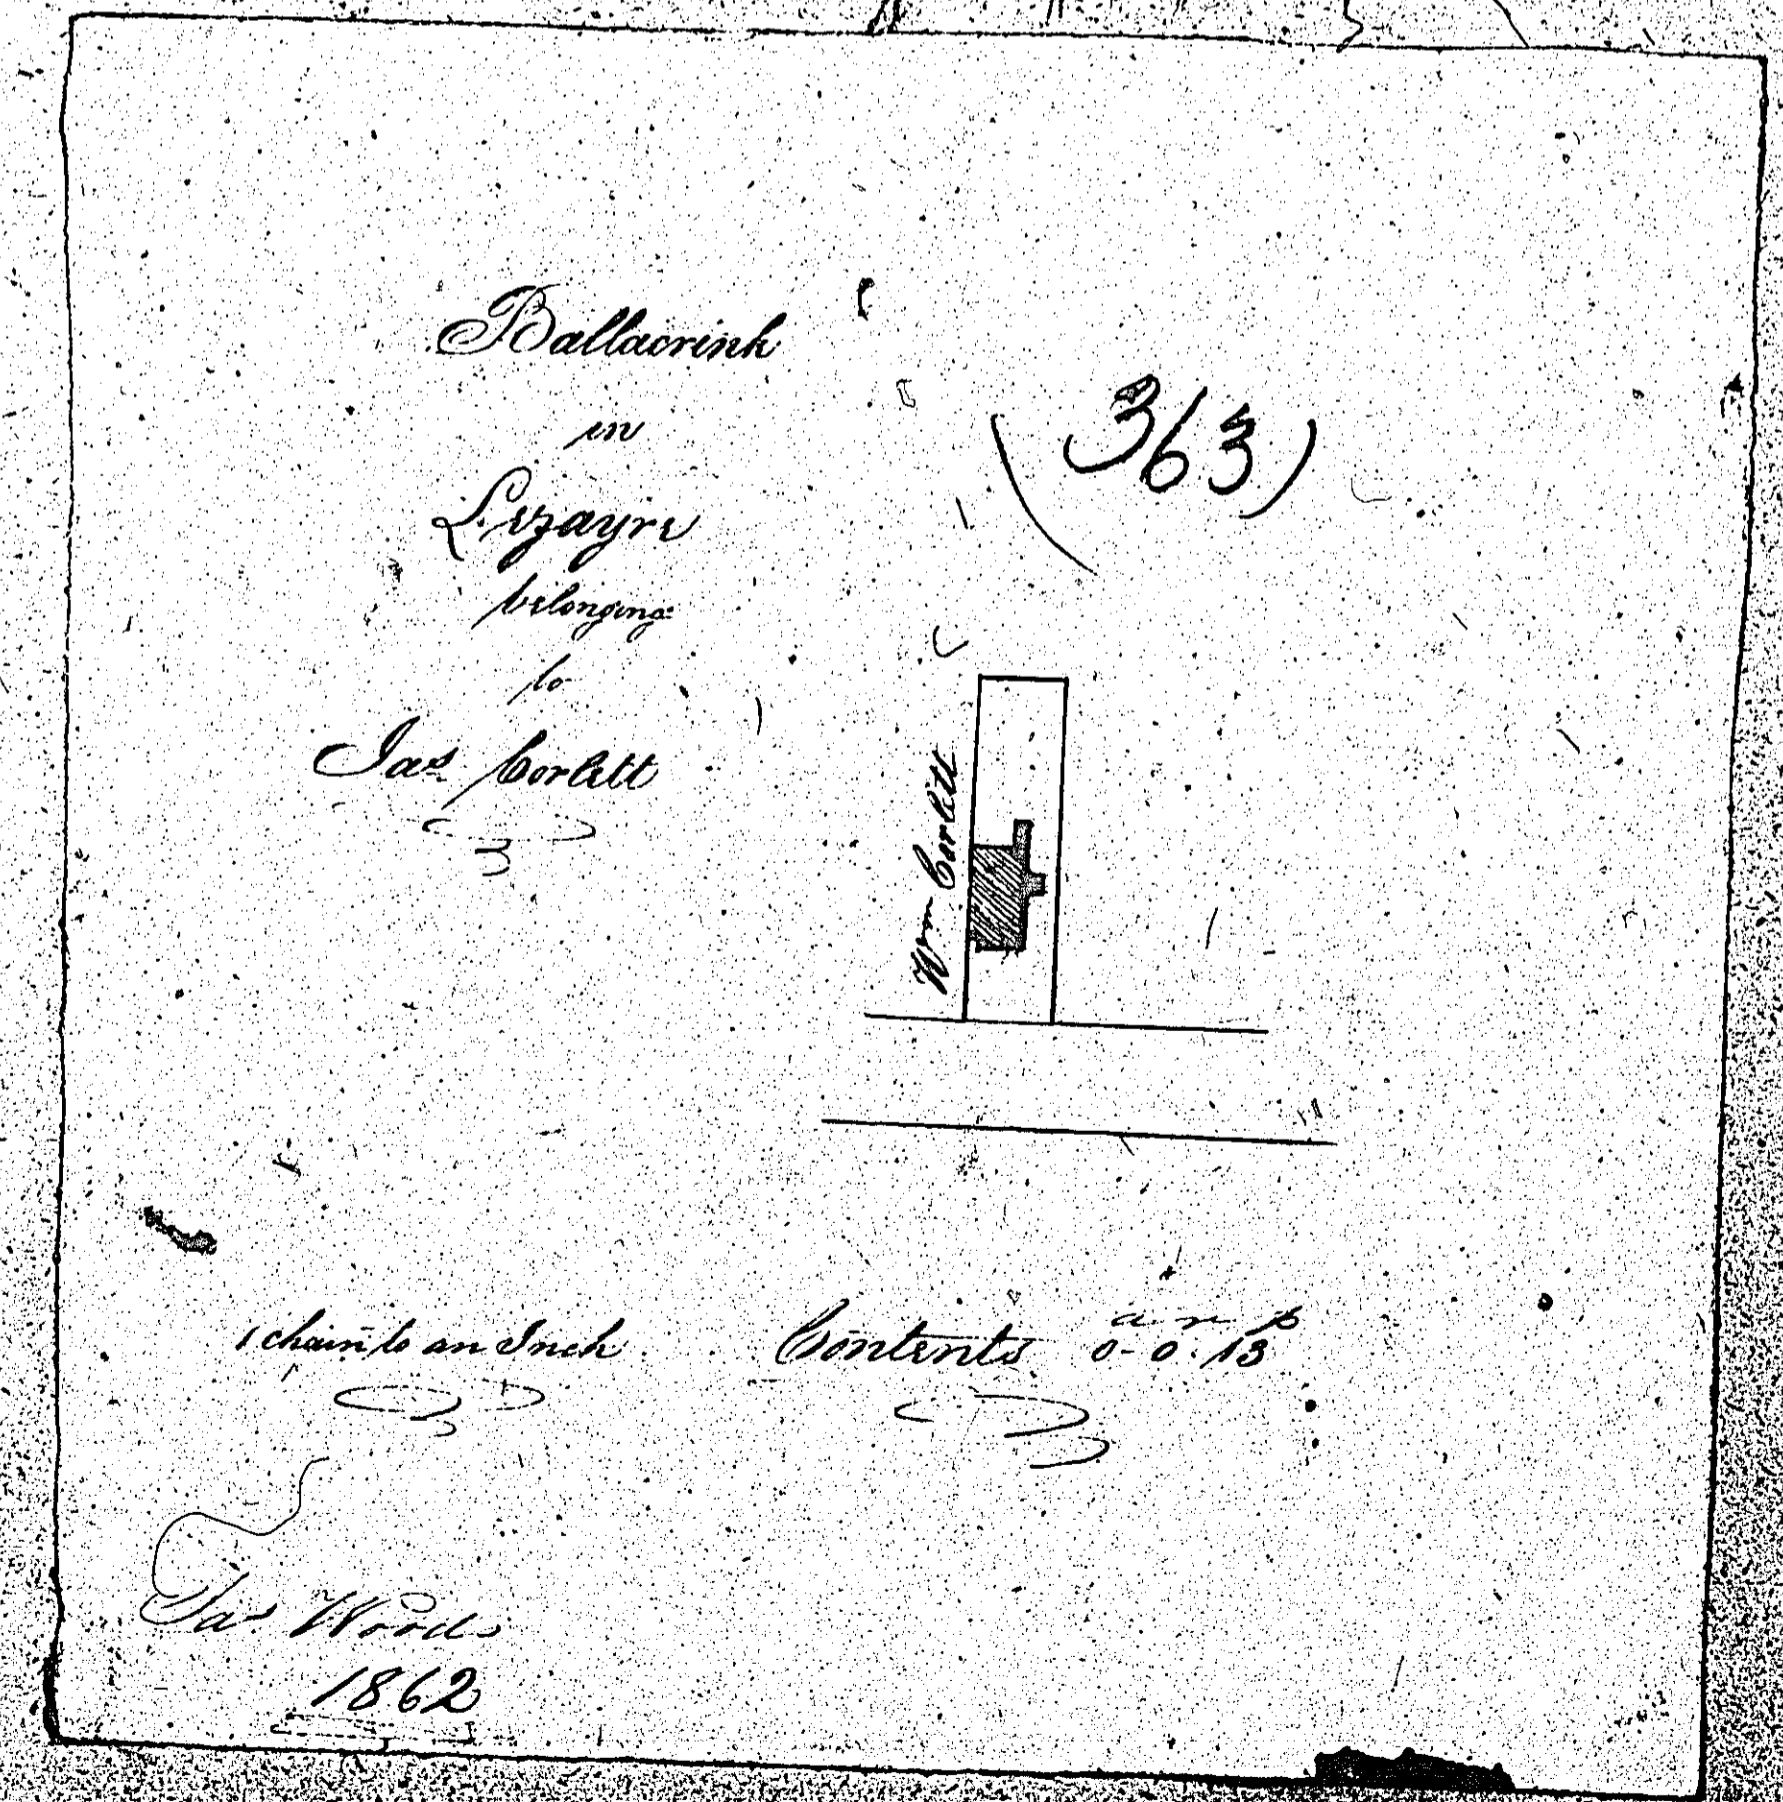 Ballacrink
in
Lezayre
belonging
to
Jas. Corlett
(363)
Wm Corlett
1 chain to an Inch
Contents a r p
0-0.13
Jas. Woods
1862